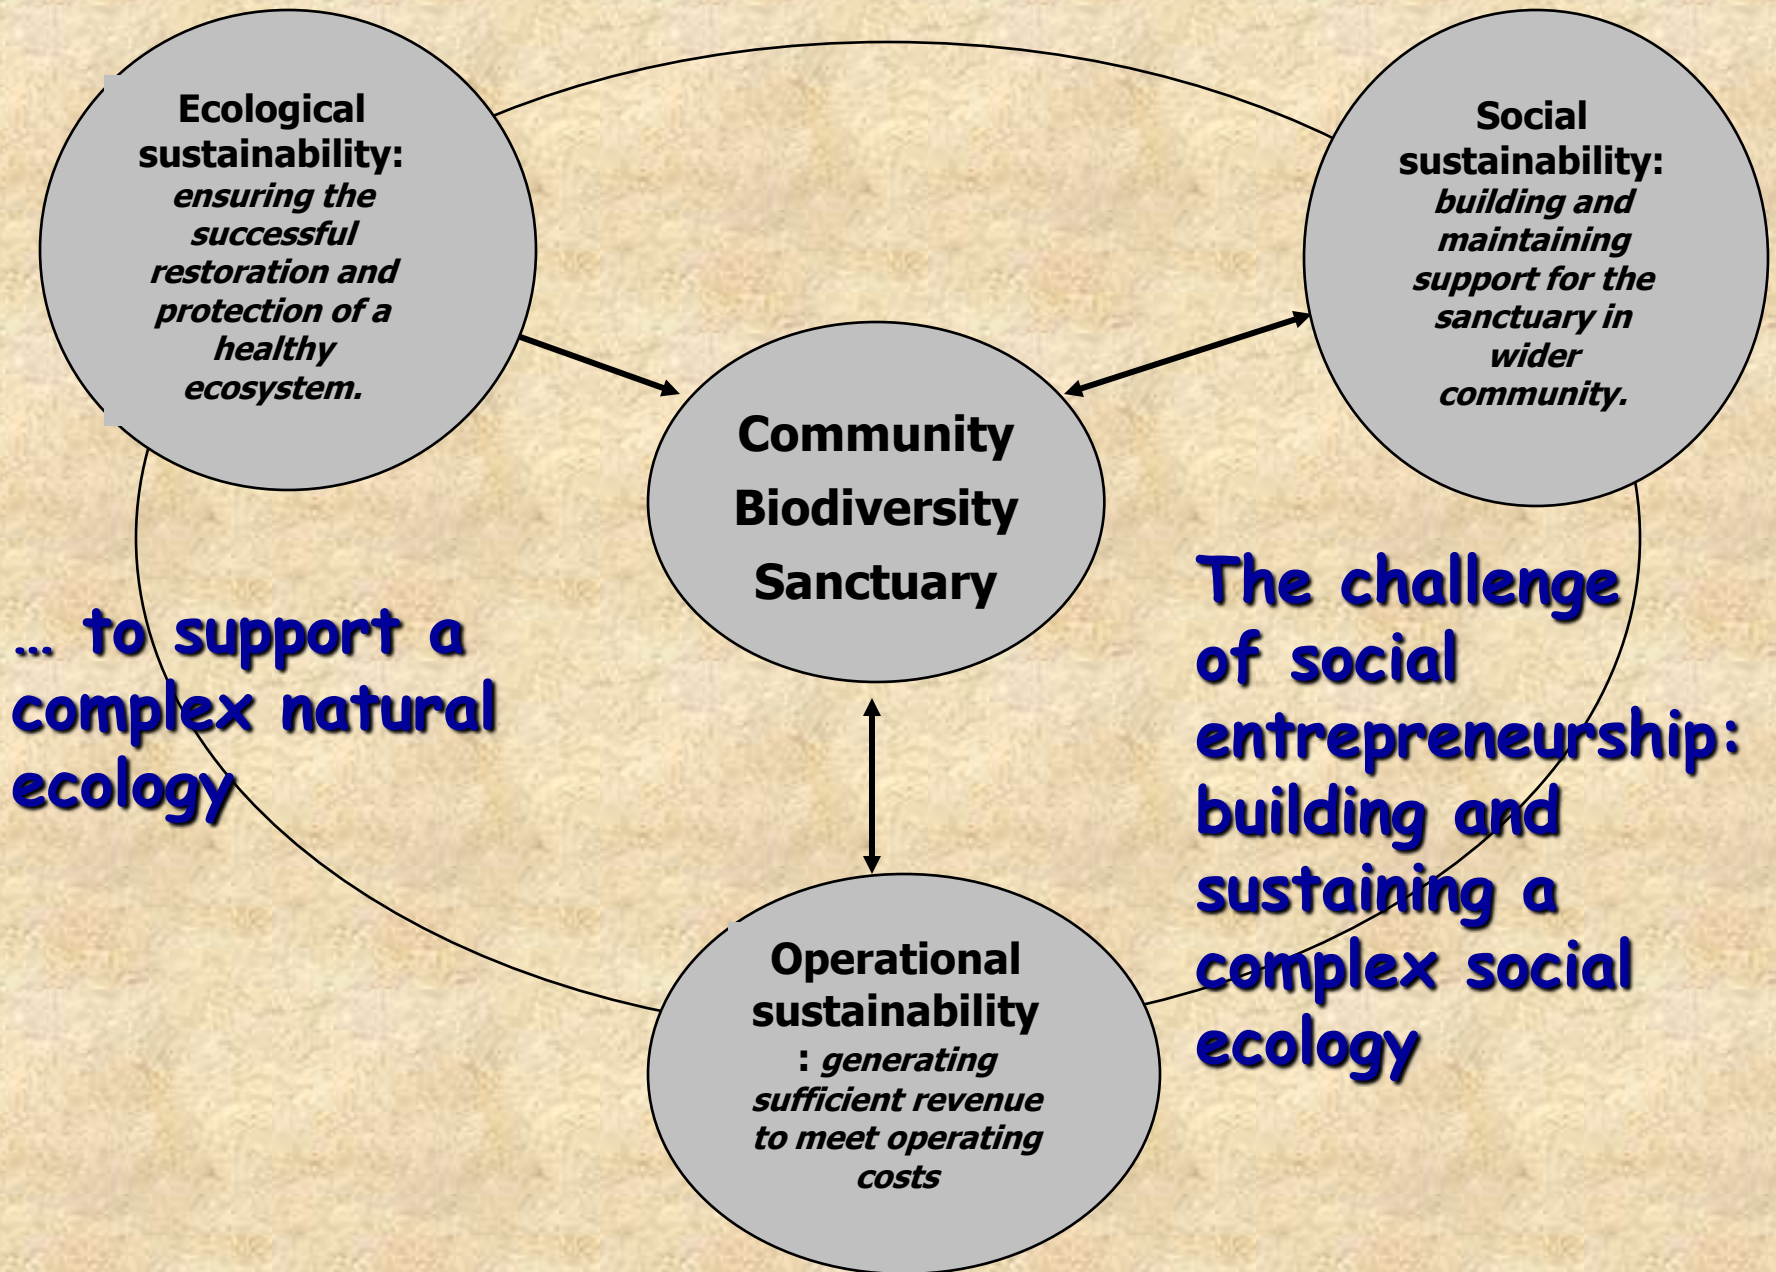 Ecological
sustainability:
ensuring the
successful
restoration and
protection of a
healthy
ecosystem.
Social
sustainability:
building and
maintaining
support for the
sanctuary in
wider
community.
Community
Biodiversity
Sanctuary
The challenge
of social
entrepreneurship:
building and
sustaining a
complex social
ecology
... to support a
complex natural
ecology
Operational
sustainability
: generating
sufficient revenue
to meet operating
costs